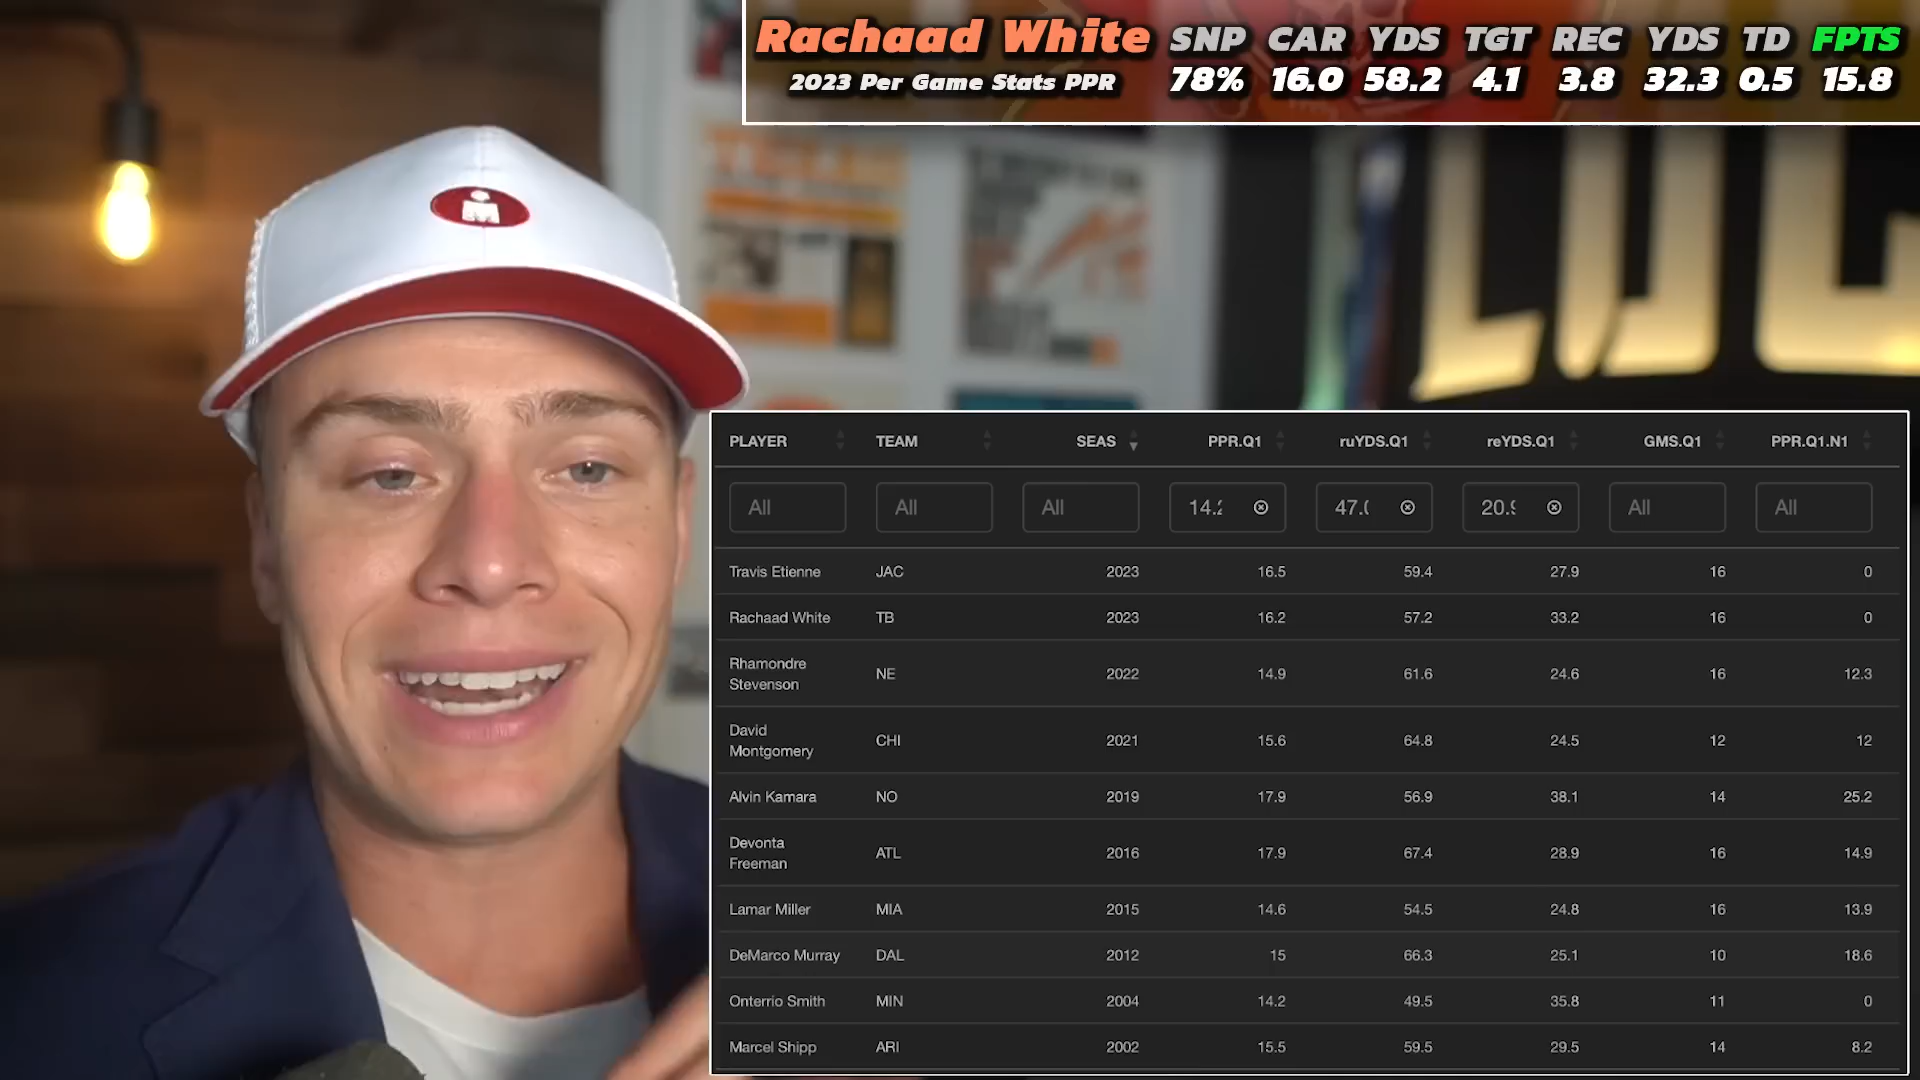 Rachaad White SNP CAR YDS TGT REC YDS TD FPTS
2023 Per Game Stats PPR 78% 16.0 58.2 4.1 3.8 32.3 0.5 15.8
PLAYER TEAM SEAS PPR.Q1 ruYDS.Q1 reYDS.Q1 GMS.Q1 PPR.Q1.N1
All All All 14.2 47.0 20.9 All All
Travis Etienne JAC 2023 16.5 59.4 27.9 16 0
Rachaad White TB 2023 16.2 57.2 33.2 16 0
Rhamondre
Stevenson NE 2022 14.9 61.6 24.6 16 12.3
David
Montgomery CHI 2021 15.6 64.8 24.5 12 12
Alvin Kamara NO 2019 17.9 56.9 38.1 14 25.2
Devonta
Freeman ATL 2016 17.9 67.4 28.9 16 14.9
Lamar Miller MIA 2015 14.6 54.5 24.8 16 13.9
DeMarco Murray DAL 2012 15 66.3 25.1 10 18.6
Onterrio Smith MIN 2004 14.2 49.5 35.8 11 0
Marcel Shipp ARI 2002 15.5 59.5 29.5 14 8.2